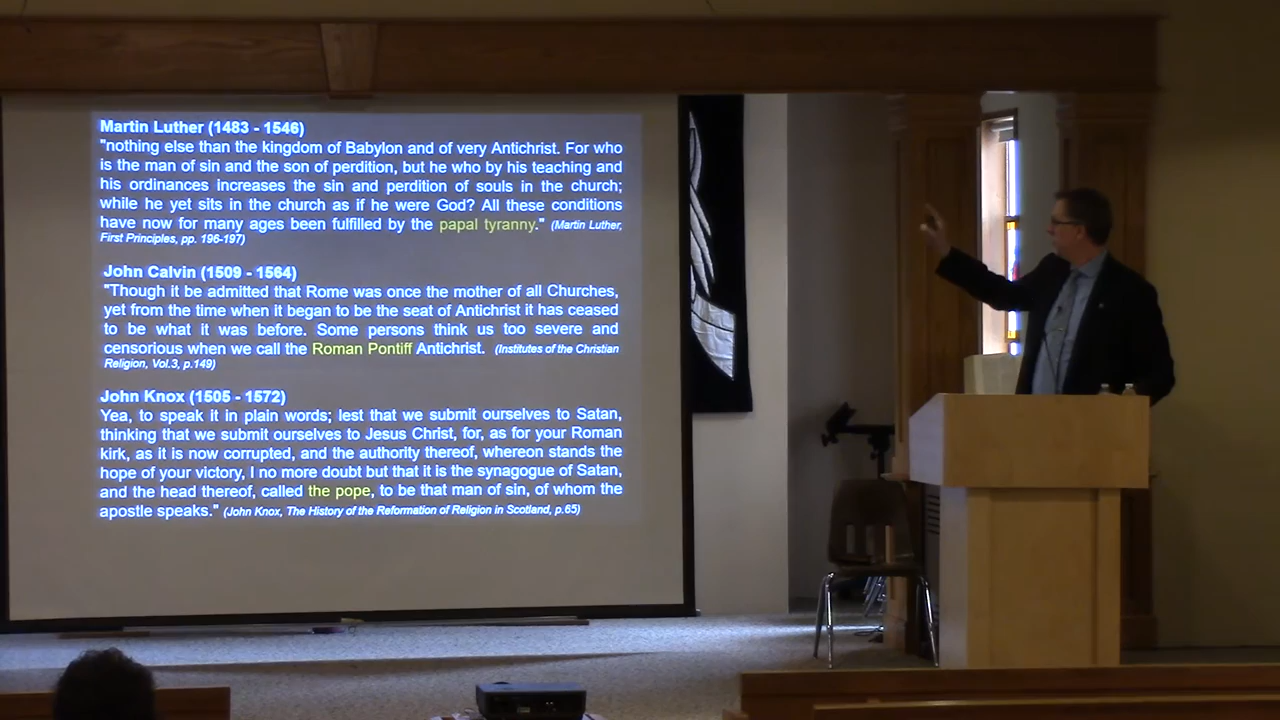 Martin Luther (1483 - 1546)
"nothing else than the kingdom of Babylon and of very Antichrist. For who
is the man of sin and the son of perdition, but he who by his teaching and
his ordinances increases the sin and perdition of souls in the church;
while he yet sits in the church as if he were God? All these conditions
have now for many ages been fulfilled by the papal tyranny." (Martin Luther,
First Principles, pp. 196-197)
John Calvin (1509 - 1564)
"Though it be admitted that Rome was once the mother of all Churches,
yet from the time when it began to be the seat of Antichrist it has ceased
to be what it was before. Some persons think us too severe and
censorious when we call the Roman Pontiff Antichrist. (Institutes of the Christian
Religion, Vol.3, p.149)
John Knox (1505 - 1572)
Yea, to speak it in plain words; lest that we submit ourselves to Satan,
thinking that we submit ourselves to Jesus Christ, for, as for your Roman
kirk, as it is now corrupted, and the authority thereof, whereon stands the
hope of your victory, I no more doubt but that it is the synagogue of Satan,
and the head thereof, called the pope, to be that man of sin, of whom the
apostle speaks." (John Knox, The History of the Reformation of Religion in Scotland, p.65)